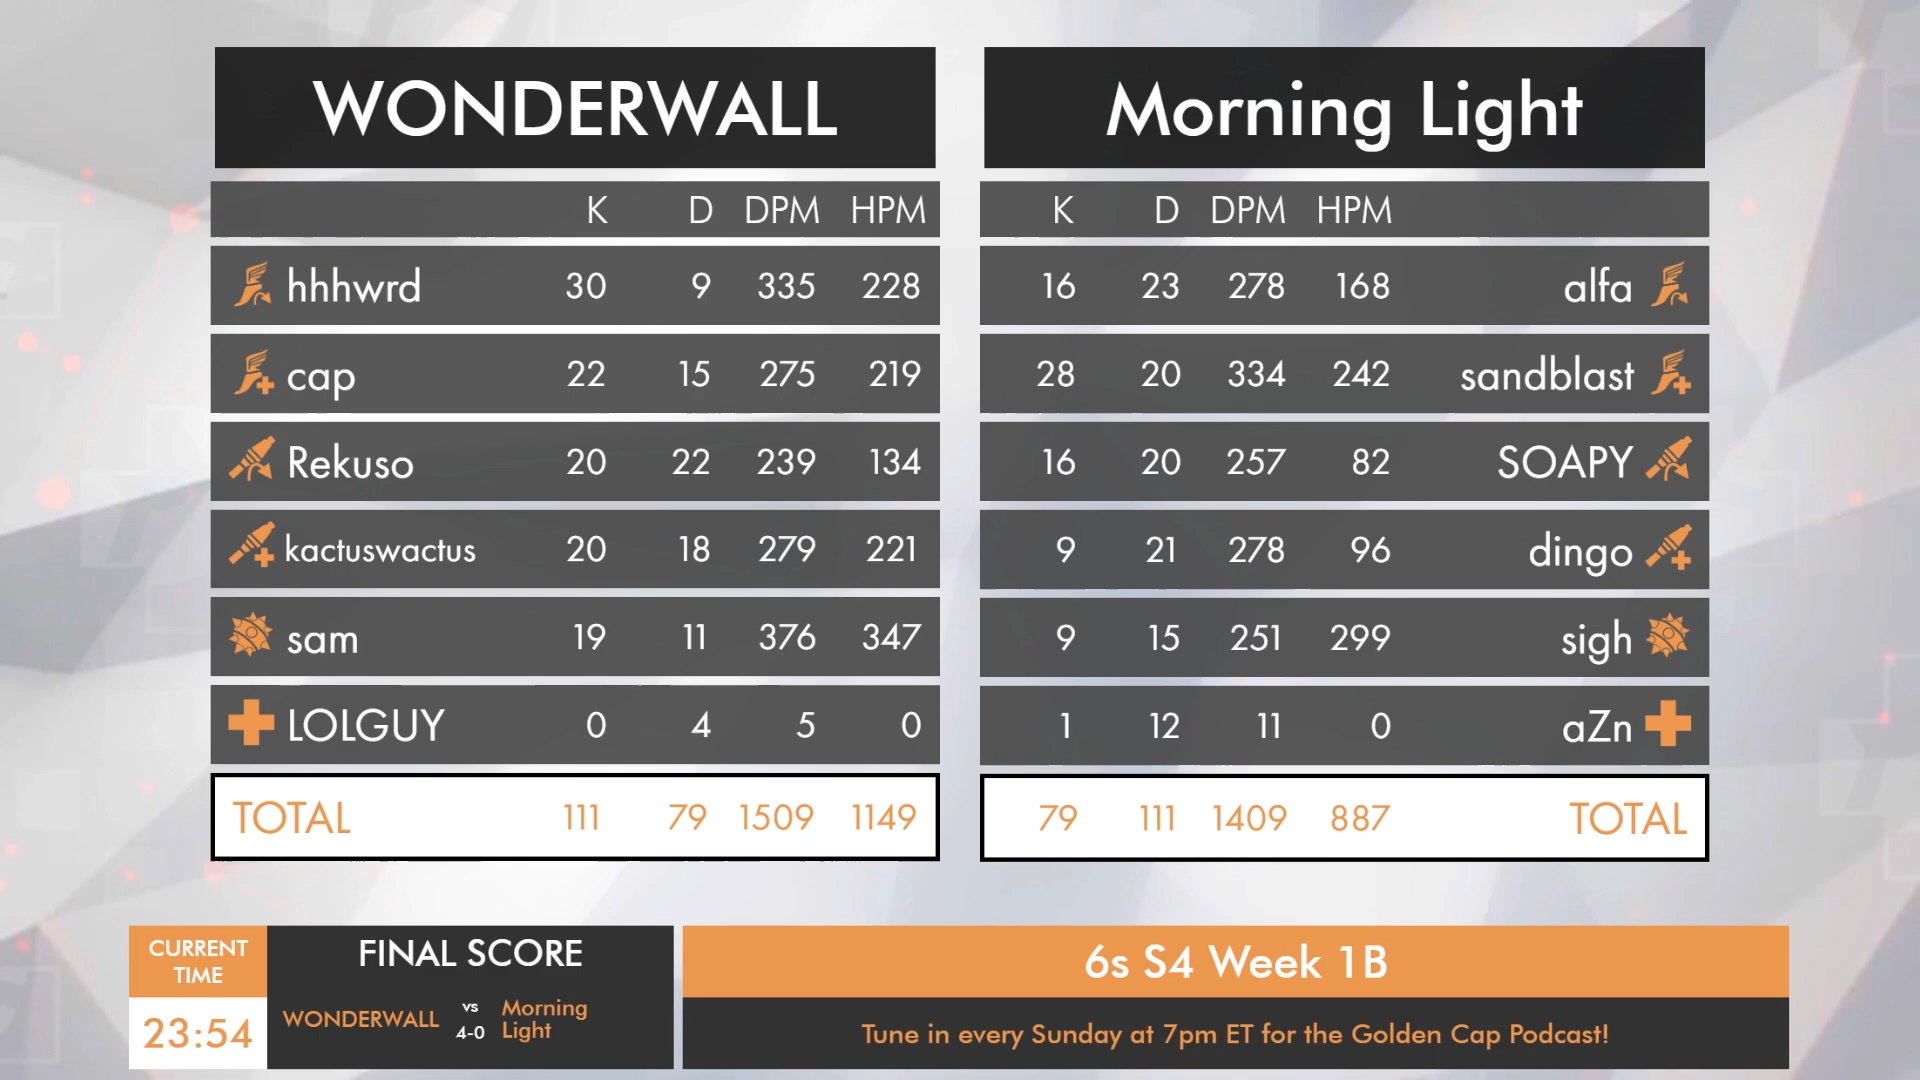 WONDERWALL
K D DPM HPM
hhhwrd 30 9 335 228
cap 22 15 275 219
Rekuso 20 22 239 134
kactuswactus 20 18 279 221
sam 19 11 376 347
LOLGUY 0 4 5 0
TOTAL 111 79 1509 1149
Morning Light
K D DPM HPM
16 23 278 168 alfa
28 20 334 242 sandblast
16 20 257 82 SOAPY
9 21 278 96 dingo
9 15 251 299 sigh
1 12 11 0 aZn
79 111 1409 887 TOTAL
CURRENT
TIME
23:54
FINAL SCORE
WONDERWALL
vs
4-0
Morning
Light
6s S4 Week 1B
Tune in every Sunday at 7pm ET for the Golden Cap Podcast!